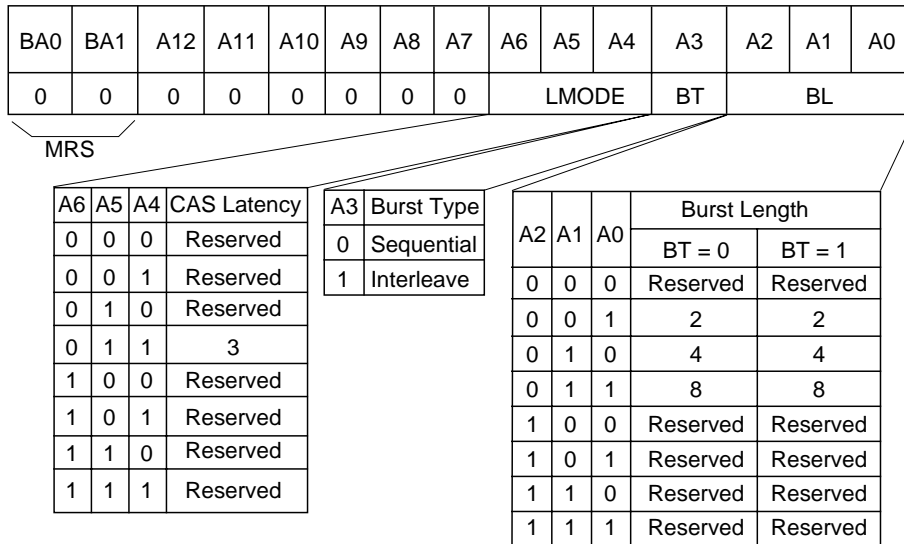 BA0 BA1 A12 A11 A10 A9 A8 A7 A6 A5 A4 A3 A2 A1 A0
0 0 0 0 0 0 0 0 LMODE BT BL
MRS
A6 A5 A4 CAS Latency
0 0 0 Reserved
0 0 1 Reserved
0 1 0 Reserved
0 1 1 3
1 0 0 Reserved
1 0 1 Reserved
1 1 0 Reserved
1 1 1 Reserved
A3 Burst Type
0 Sequential
1 Interleave
A2 A1 A0 Burst Length
BT = 0 BT = 1
0 0 0 Reserved Reserved
0 0 1 2 2
0 1 0 4 4
0 1 1 8 8
1 0 0 Reserved Reserved
1 0 1 Reserved Reserved
1 1 0 Reserved Reserved
1 1 1 Reserved Reserved